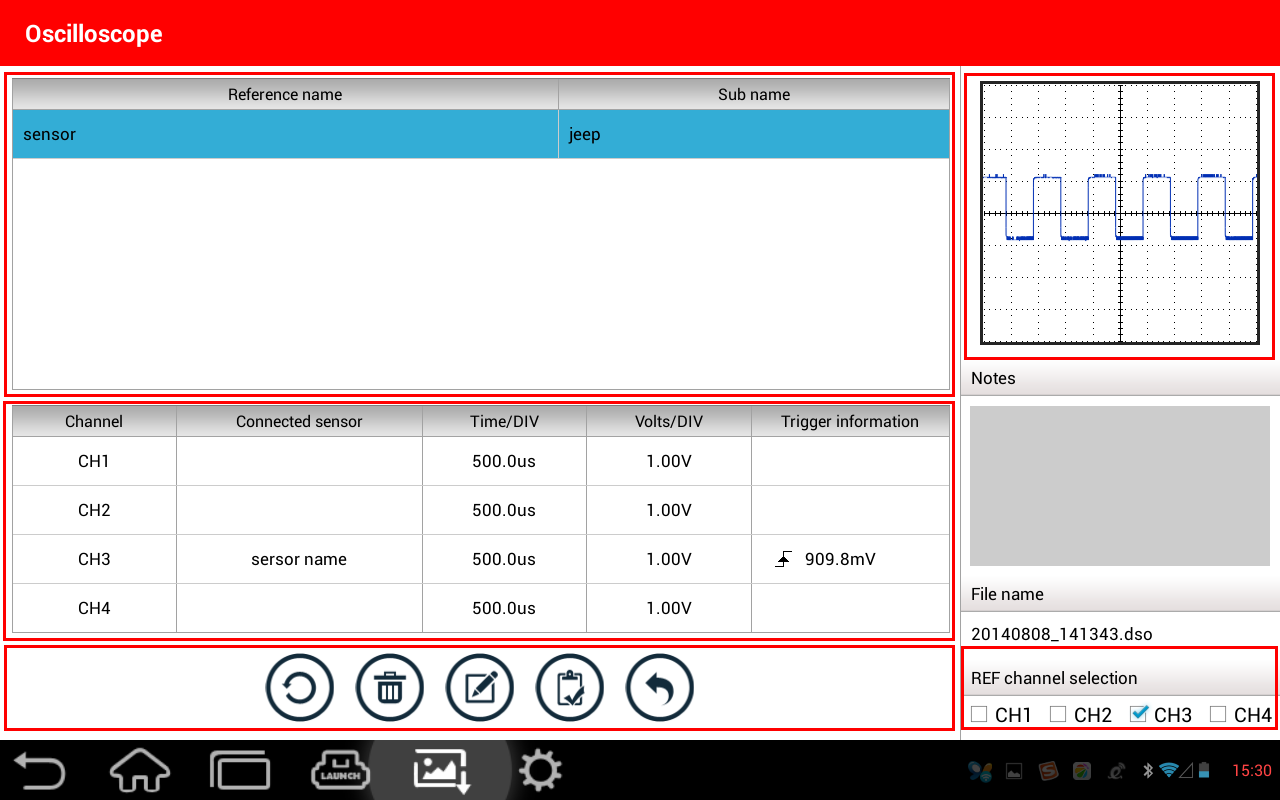 Oscilloscope
Reference name Sub name
sensor jeep
Channel Connected sensor Time/DIV Volts/DIV Trigger information
CH1 500.0us 1.00V
CH2 500.0us 1.00V
CH3 sersor name 500.0us 1.00V 909.8mV
CH4 500.0us 1.00V
Notes
File name
20140808_141343.dso
REF channel selection
CH1 CH2 CH3 CH4
LAUNCH
15:30